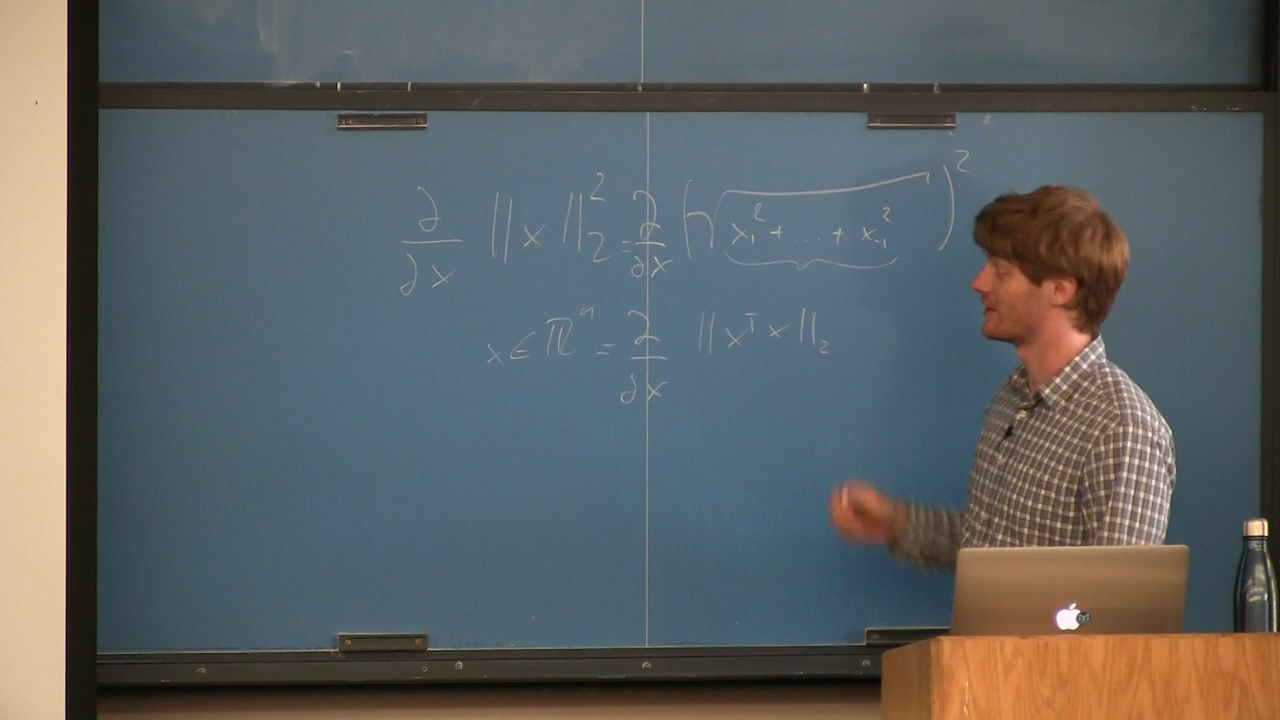 ∂/∂x ||x||₂² = ∂/∂x (√(x₁² + ... + xₙ²))²
x ∈ ℝⁿ = ∂/∂x ||xᵀx||₂